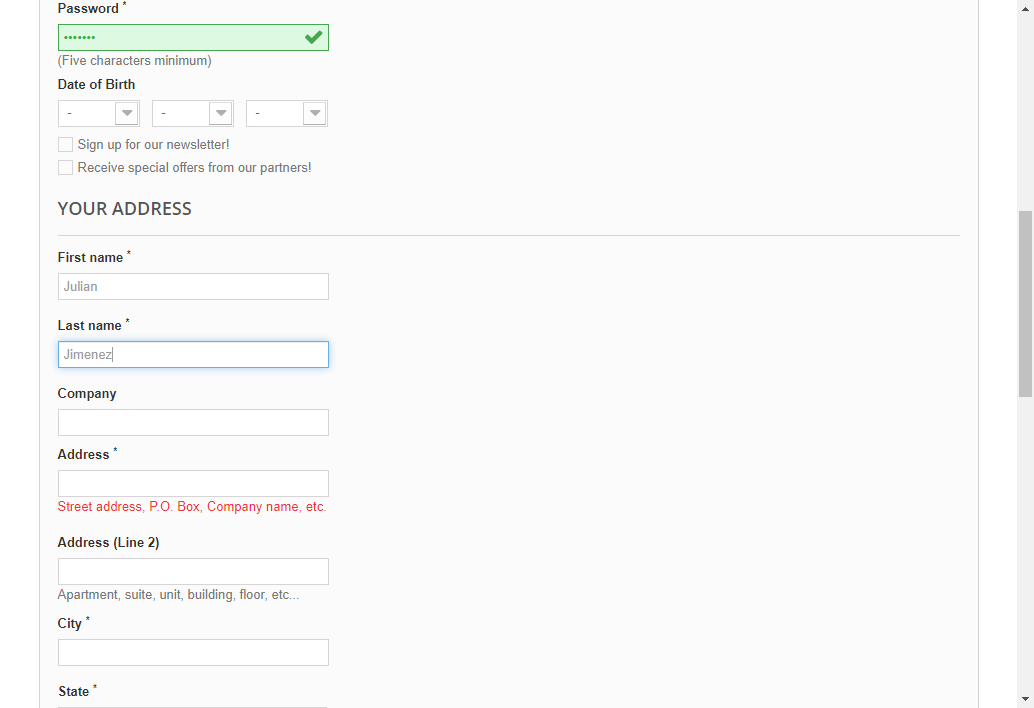 Password *
•••••••
(Five characters minimum)
Date of Birth
- - -
Sign up for our newsletter!
Receive special offers from our partners!
YOUR ADDRESS
First name *
Julian
Last name *
Jimenez
Company
Address *
Street address, P.O. Box, Company name, etc.
Address (Line 2)
Apartment, suite, unit, building, floor, etc...
City *
State *